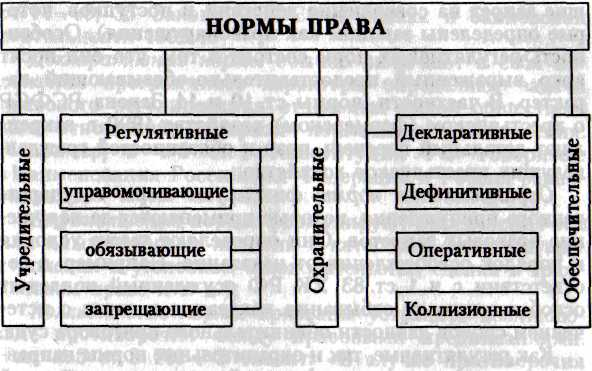 НОРМЫ ПРАВА
Учредительные
Регулятивные
управомочивающие
обязывающие
запрещающие
Охранительные
Декларативные
Дефинитивные
Оперативные
Коллизионные
Обеспечительные